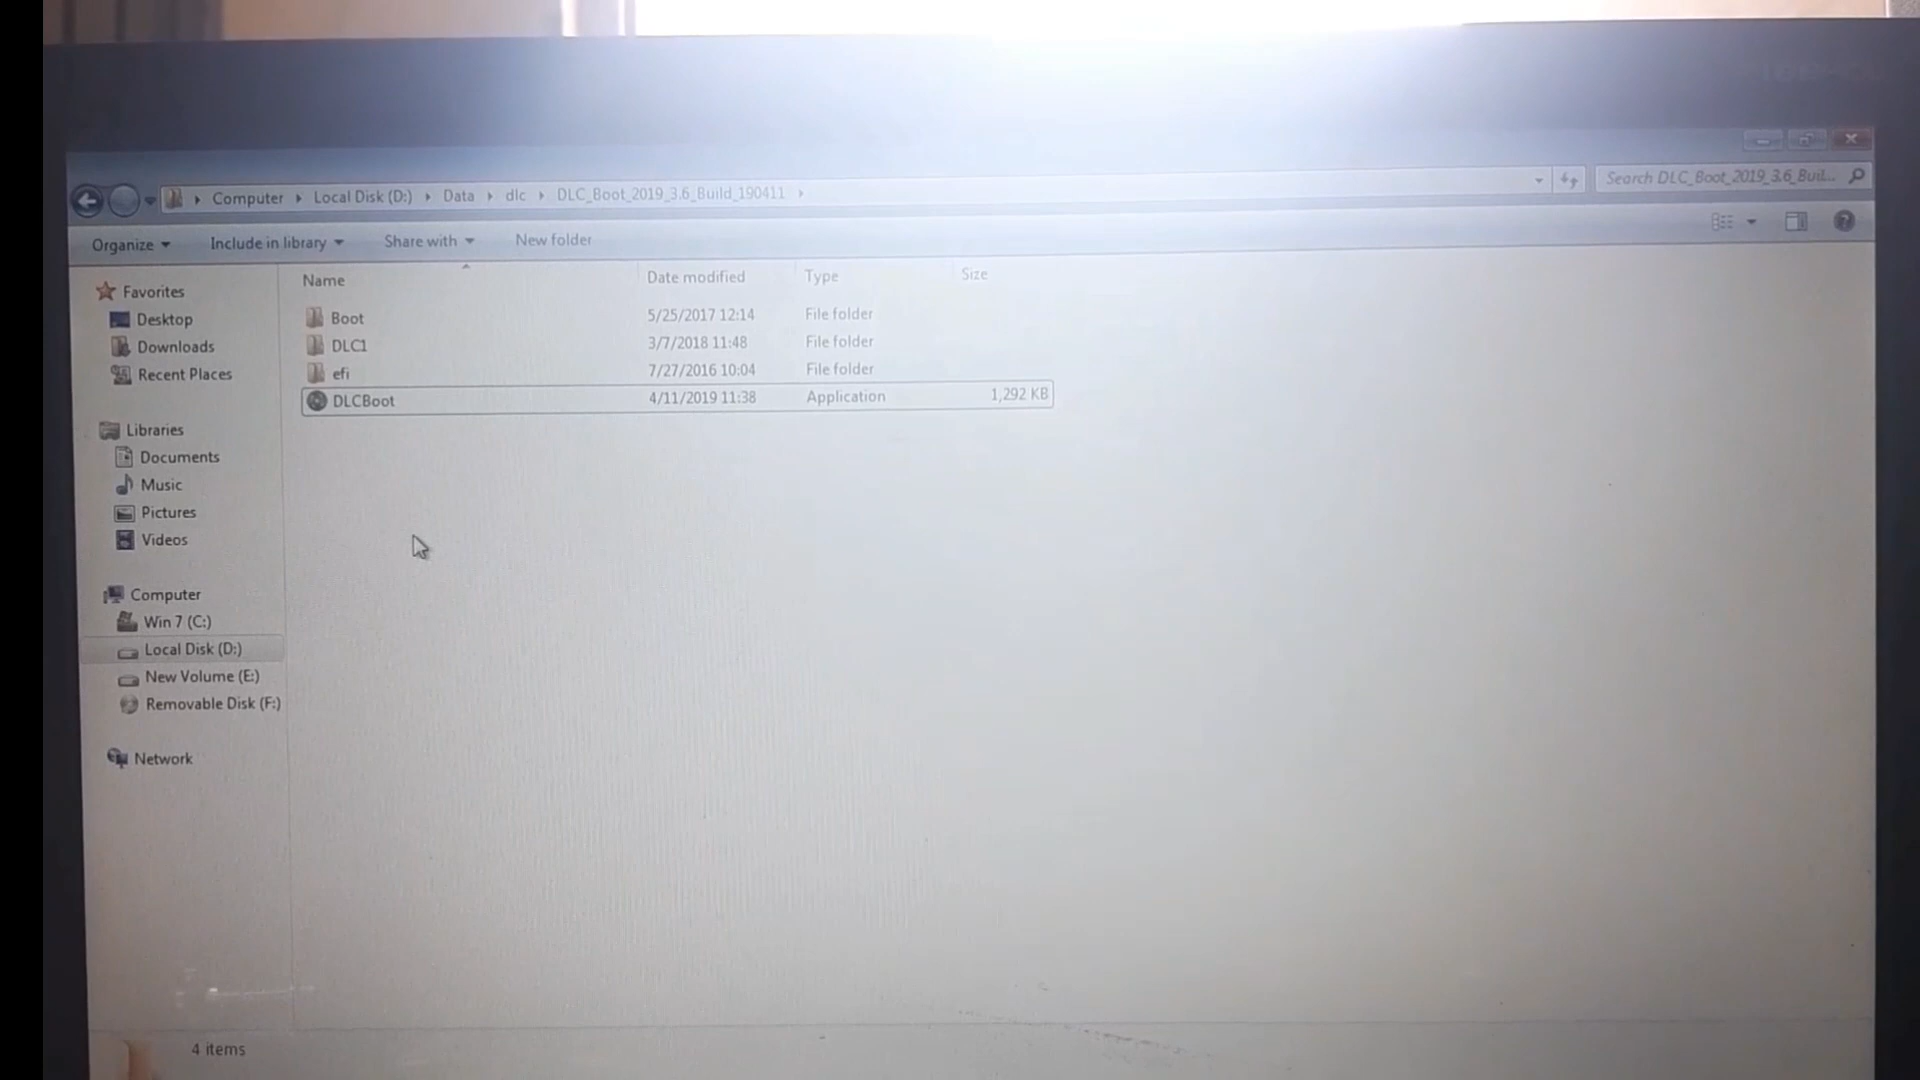 Computer Local Disk (D:) Data dlc DLC_Boot_2019_3.6_Build_190411
Search DLC_Boot_2019_3.6_Buil...
Organize Include in library Share with New folder
Name Date modified Type Size
Favorites
Desktop
Downloads
Recent Places
Libraries
Documents
Music
Pictures
Videos
Computer
Win 7 (C:)
Local Disk (D:)
New Volume (E:)
Removable Disk (F:)
Network
Boot 5/25/2017 12:14 File folder
DLC1 3/7/2018 11:48 File folder
efi 7/27/2016 10:04 File folder
DLCBoot 4/11/2019 11:38 Application 1,292 KB
4 items